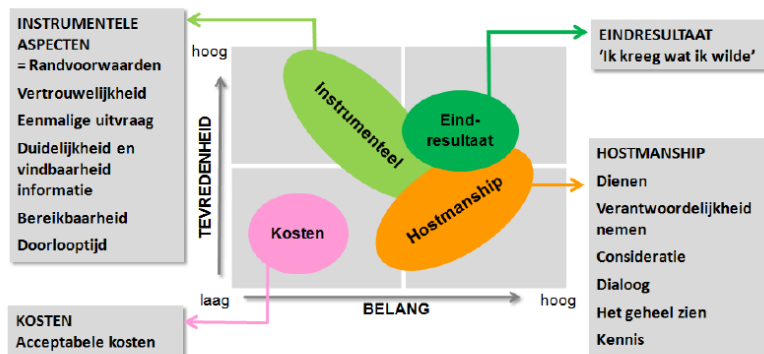 INSTRUMENTELE
ASPECTEN
= Randvoorwaarden
Vertrouwelijkheid
Eenmalige uitvraag
Duidelijkheid en
vindbaarheid
informatie
Bereikbaarheid
Doorlooptijd
KOSTEN
Acceptabele kosten
hoog
TEVREDENHEID
laag
BELANG
hoog
Instrumenteel
Eind-
resultaat
Kosten
Hostmanship
EINDRESULTAAT
‘Ik kreeg wat ik wilde’
HOSTMANSHIP
Dienen
Verantwoordelijkheid
nemen
Consideratie
Dialoog
Het geheel zien
Kennis